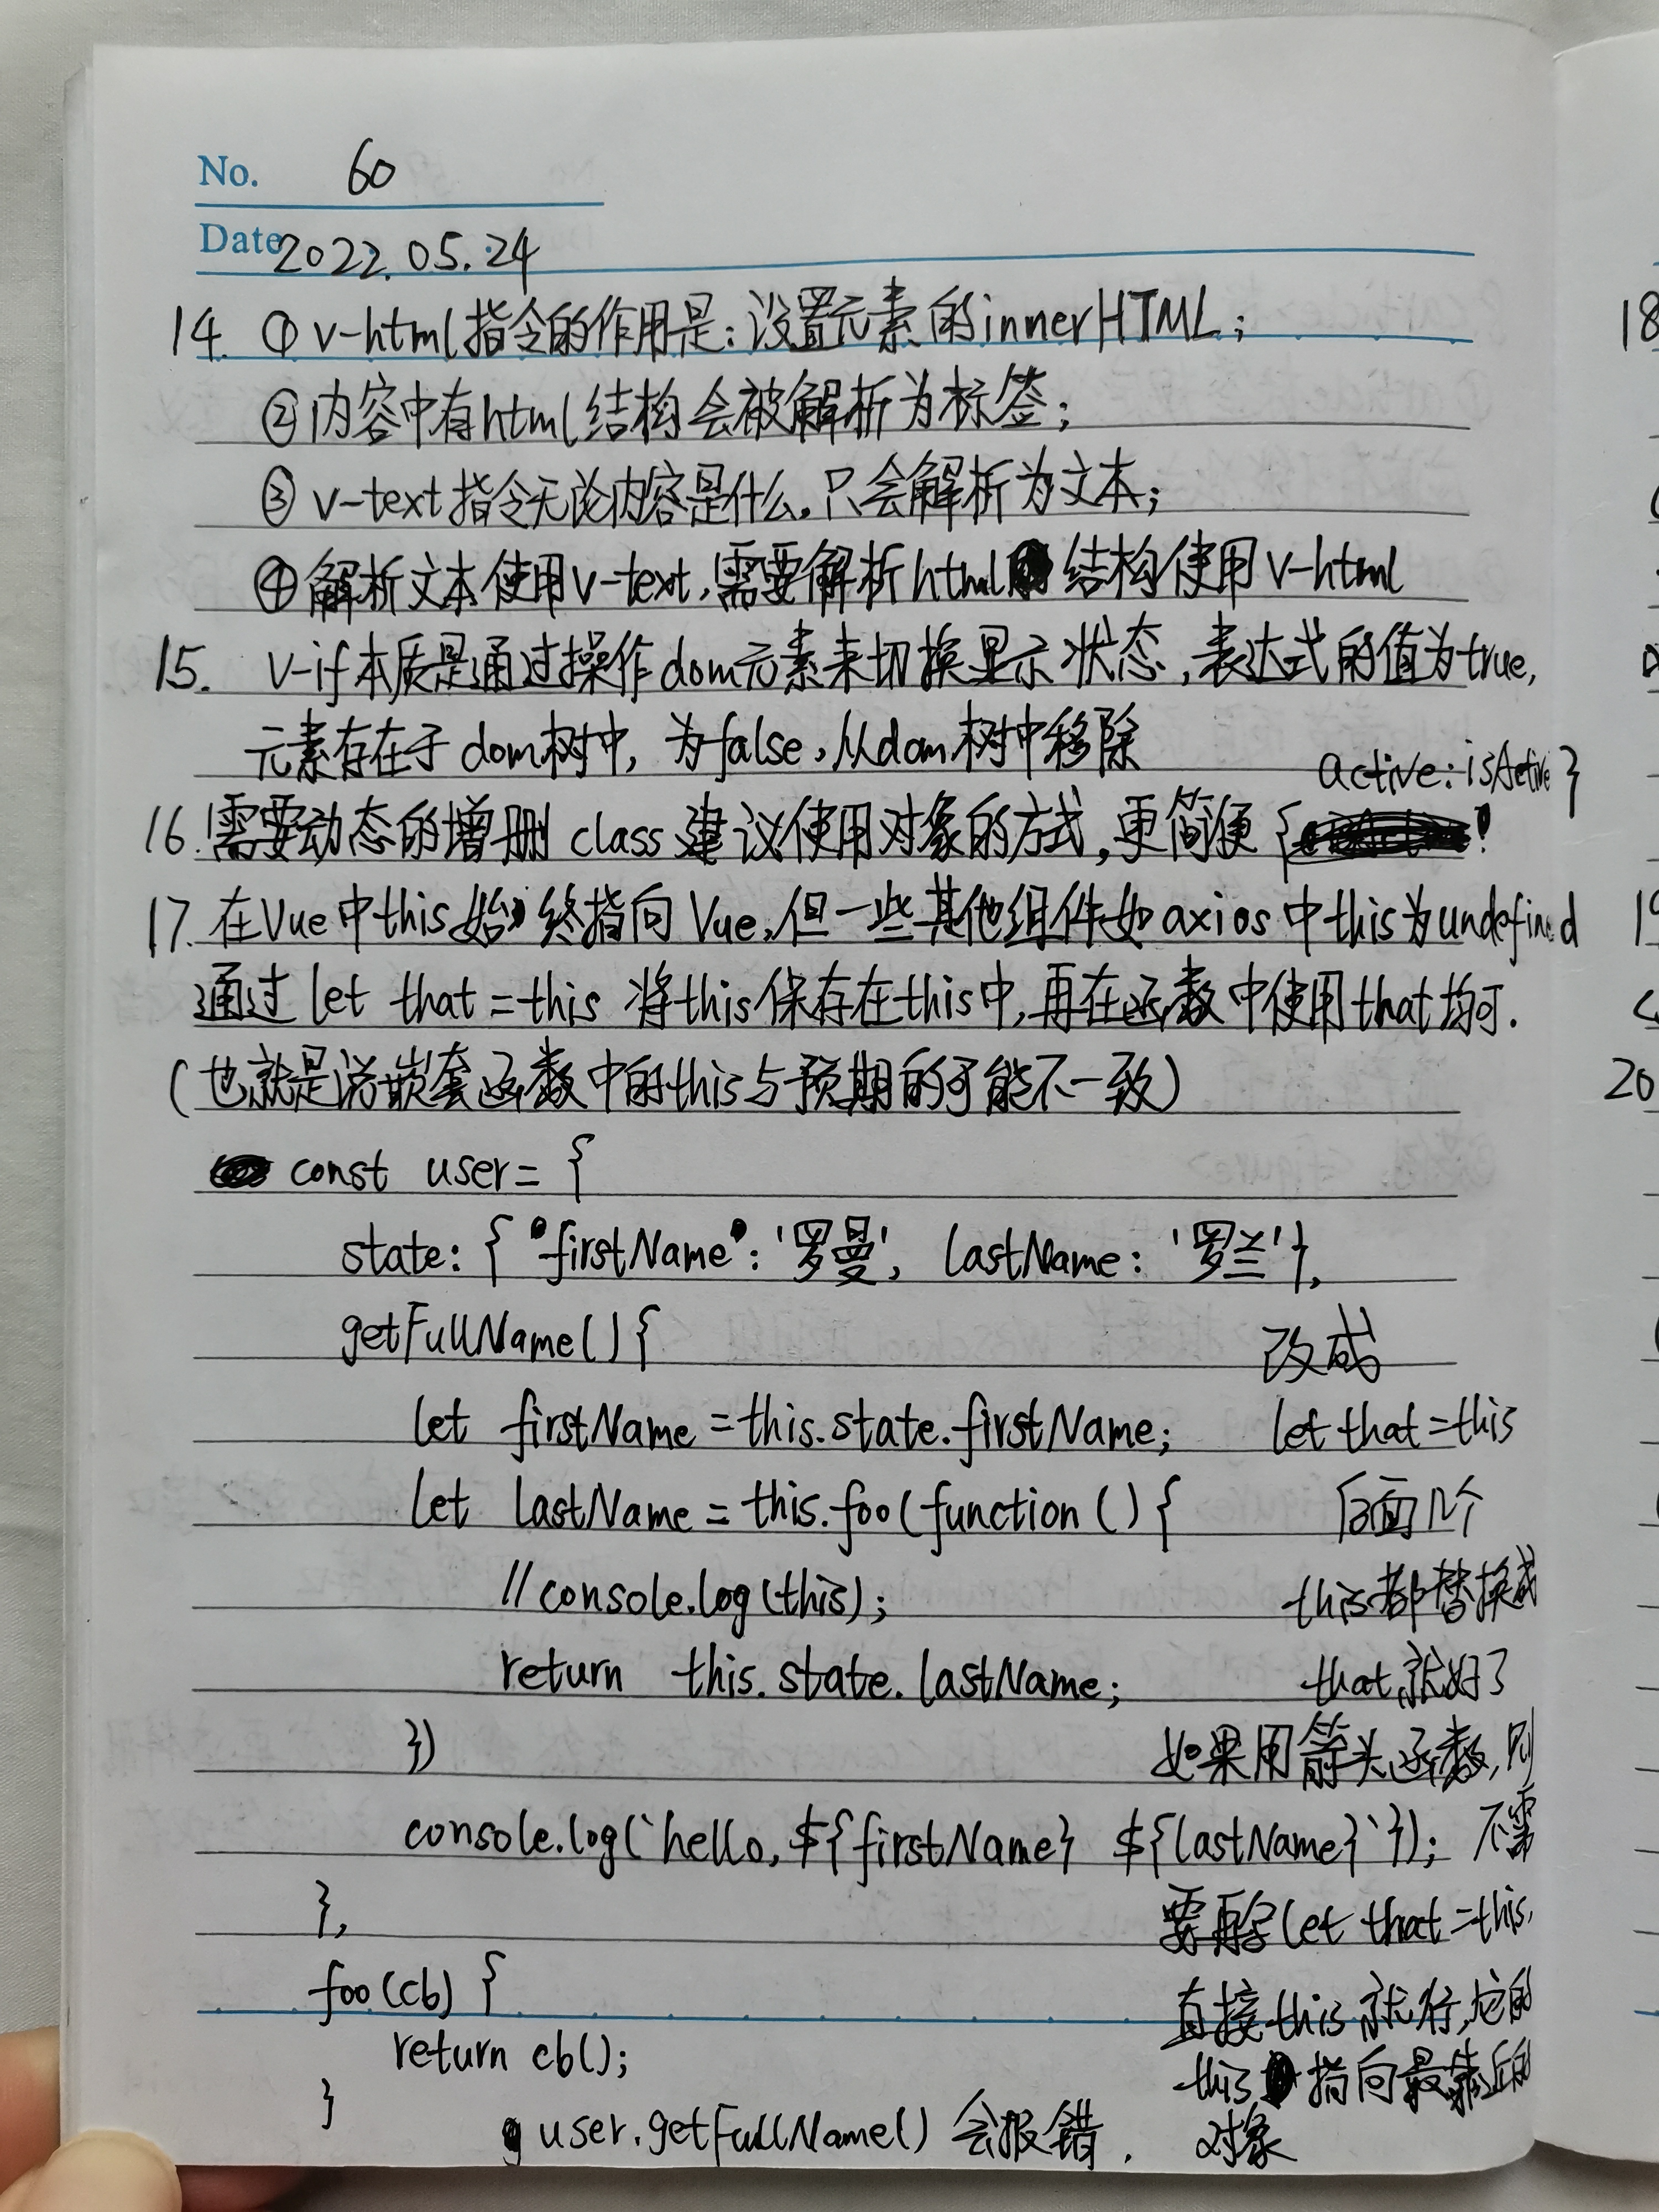 No. 60
Date 2022.05.24
14. ① v-html指令的作用是:设置元素的innerHTML;
②内容中有html结构会被解析为标签;
③ v-text指令无论内容是什么,只会解析为文本;
④解析文本使用v-text,需要解析html结构使用v-html
15. v-if本质是通过操作dom元素来切换显示状态,表达式的值为true,
元素存在于dom树中,为false,从dom树中移除
active:isActive}
16.需要动态的增删class建议使用对象的方式,更简便{
17.在Vue中this始终指向Vue,但一些其他组件如axios中this为undefined
通过let that=this 将this保存在this中,再在函数中使用that均可.
(也就是说嵌套函数中的this与预期的可能不一致)
const user= {
state: { firstName: '罗曼', lastName: '罗兰'},
getFullName(){ 改成
let firstName=this.state.firstName; let that=this
let lastName=this.foo(function(){ 后面几个
//console.log(this); this都替换成
return this.state.lastName; that就好了
}) 如果用箭头函数,则
console.log(`hello,${firstName} ${lastName}`}); 不需
}, 要再写let that=this,
foo(cb) { 直接this就行,它的
return cb(); this指向最靠近的
}
user.getFullName() 会报错. 对象
18
19
20